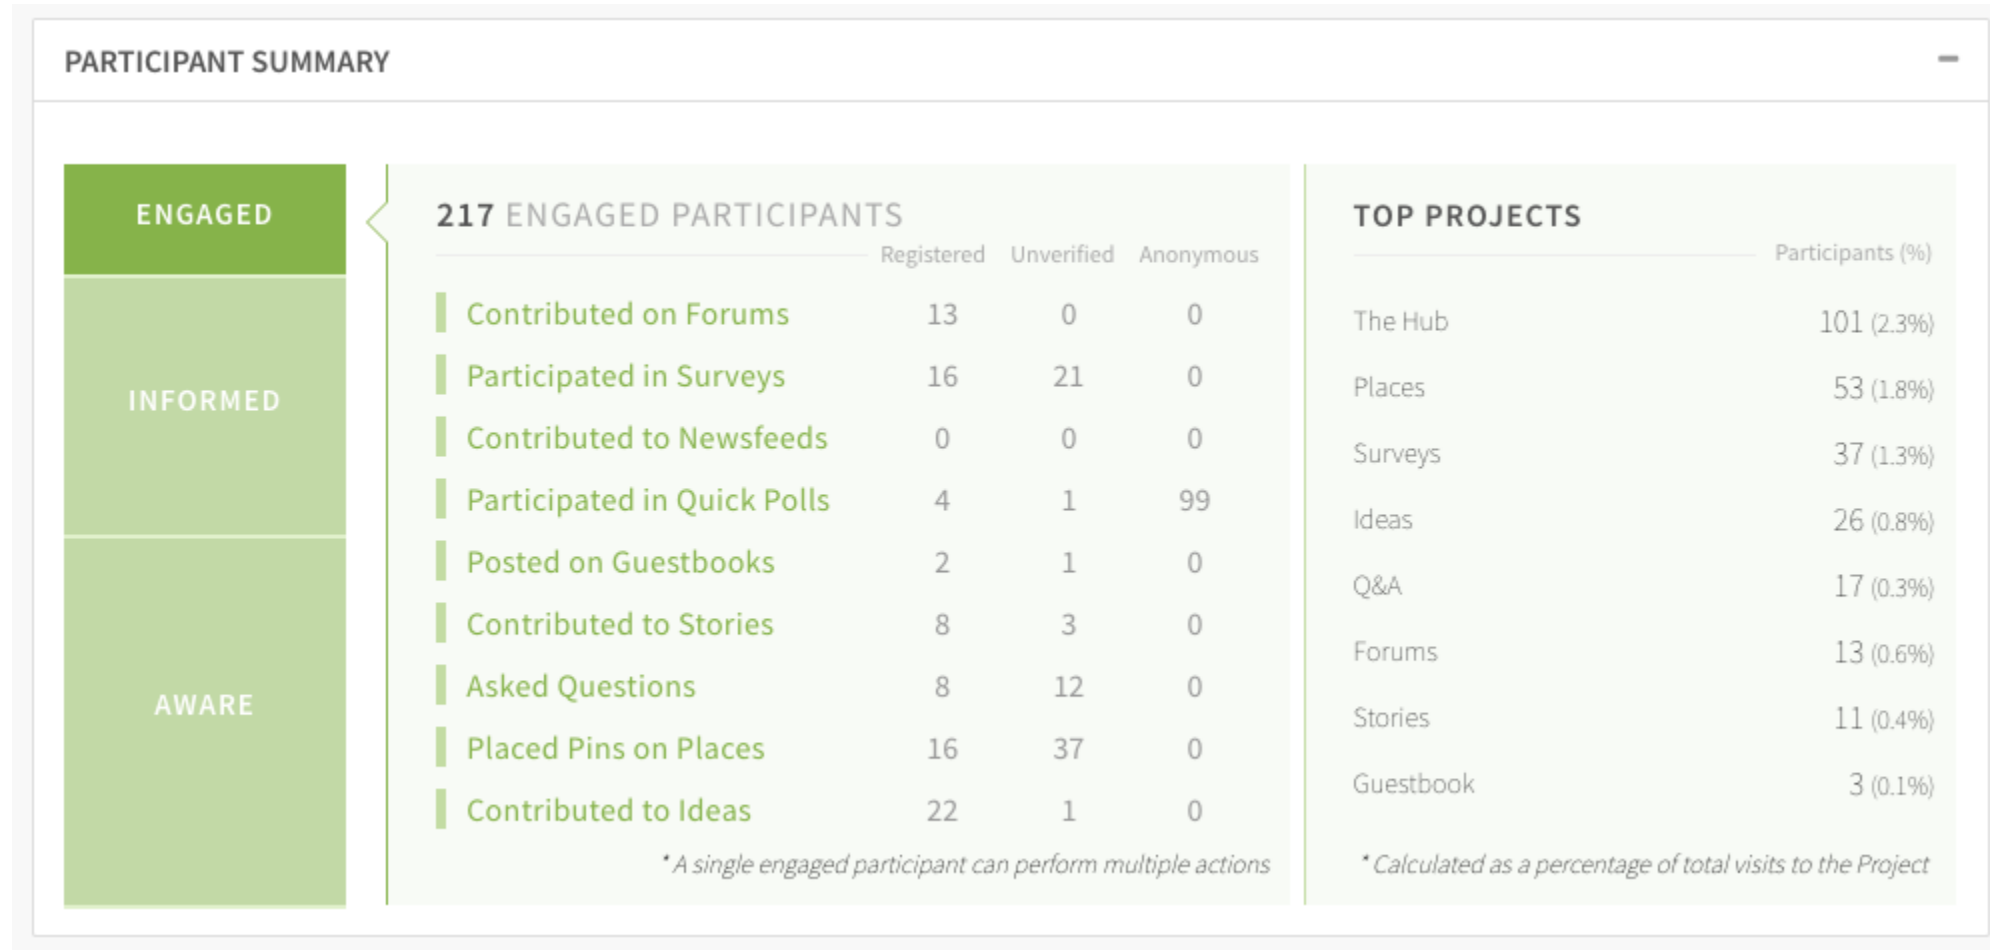 PARTICIPANT SUMMARY
ENGAGED
INFORMED
AWARE
217 ENGAGED PARTICIPANTS
Registered Unverified Anonymous
Contributed on Forums 13 0 0
Participated in Surveys 16 21 0
Contributed to Newsfeeds 0 0 0
Participated in Quick Polls 4 1 99
Posted on Guestbooks 2 1 0
Contributed to Stories 8 3 0
Asked Questions 8 12 0
Placed Pins on Places 16 37 0
Contributed to Ideas 22 1 0
* A single engaged participant can perform multiple actions
TOP PROJECTS
Participants (%)
The Hub 101 (2.3%)
Places 53 (1.8%)
Surveys 37 (1.3%)
Ideas 26 (0.8%)
Q&A 17 (0.3%)
Forums 13 (0.6%)
Stories 11 (0.4%)
Guestbook 3 (0.1%)
* Calculated as a percentage of total visits to the Project